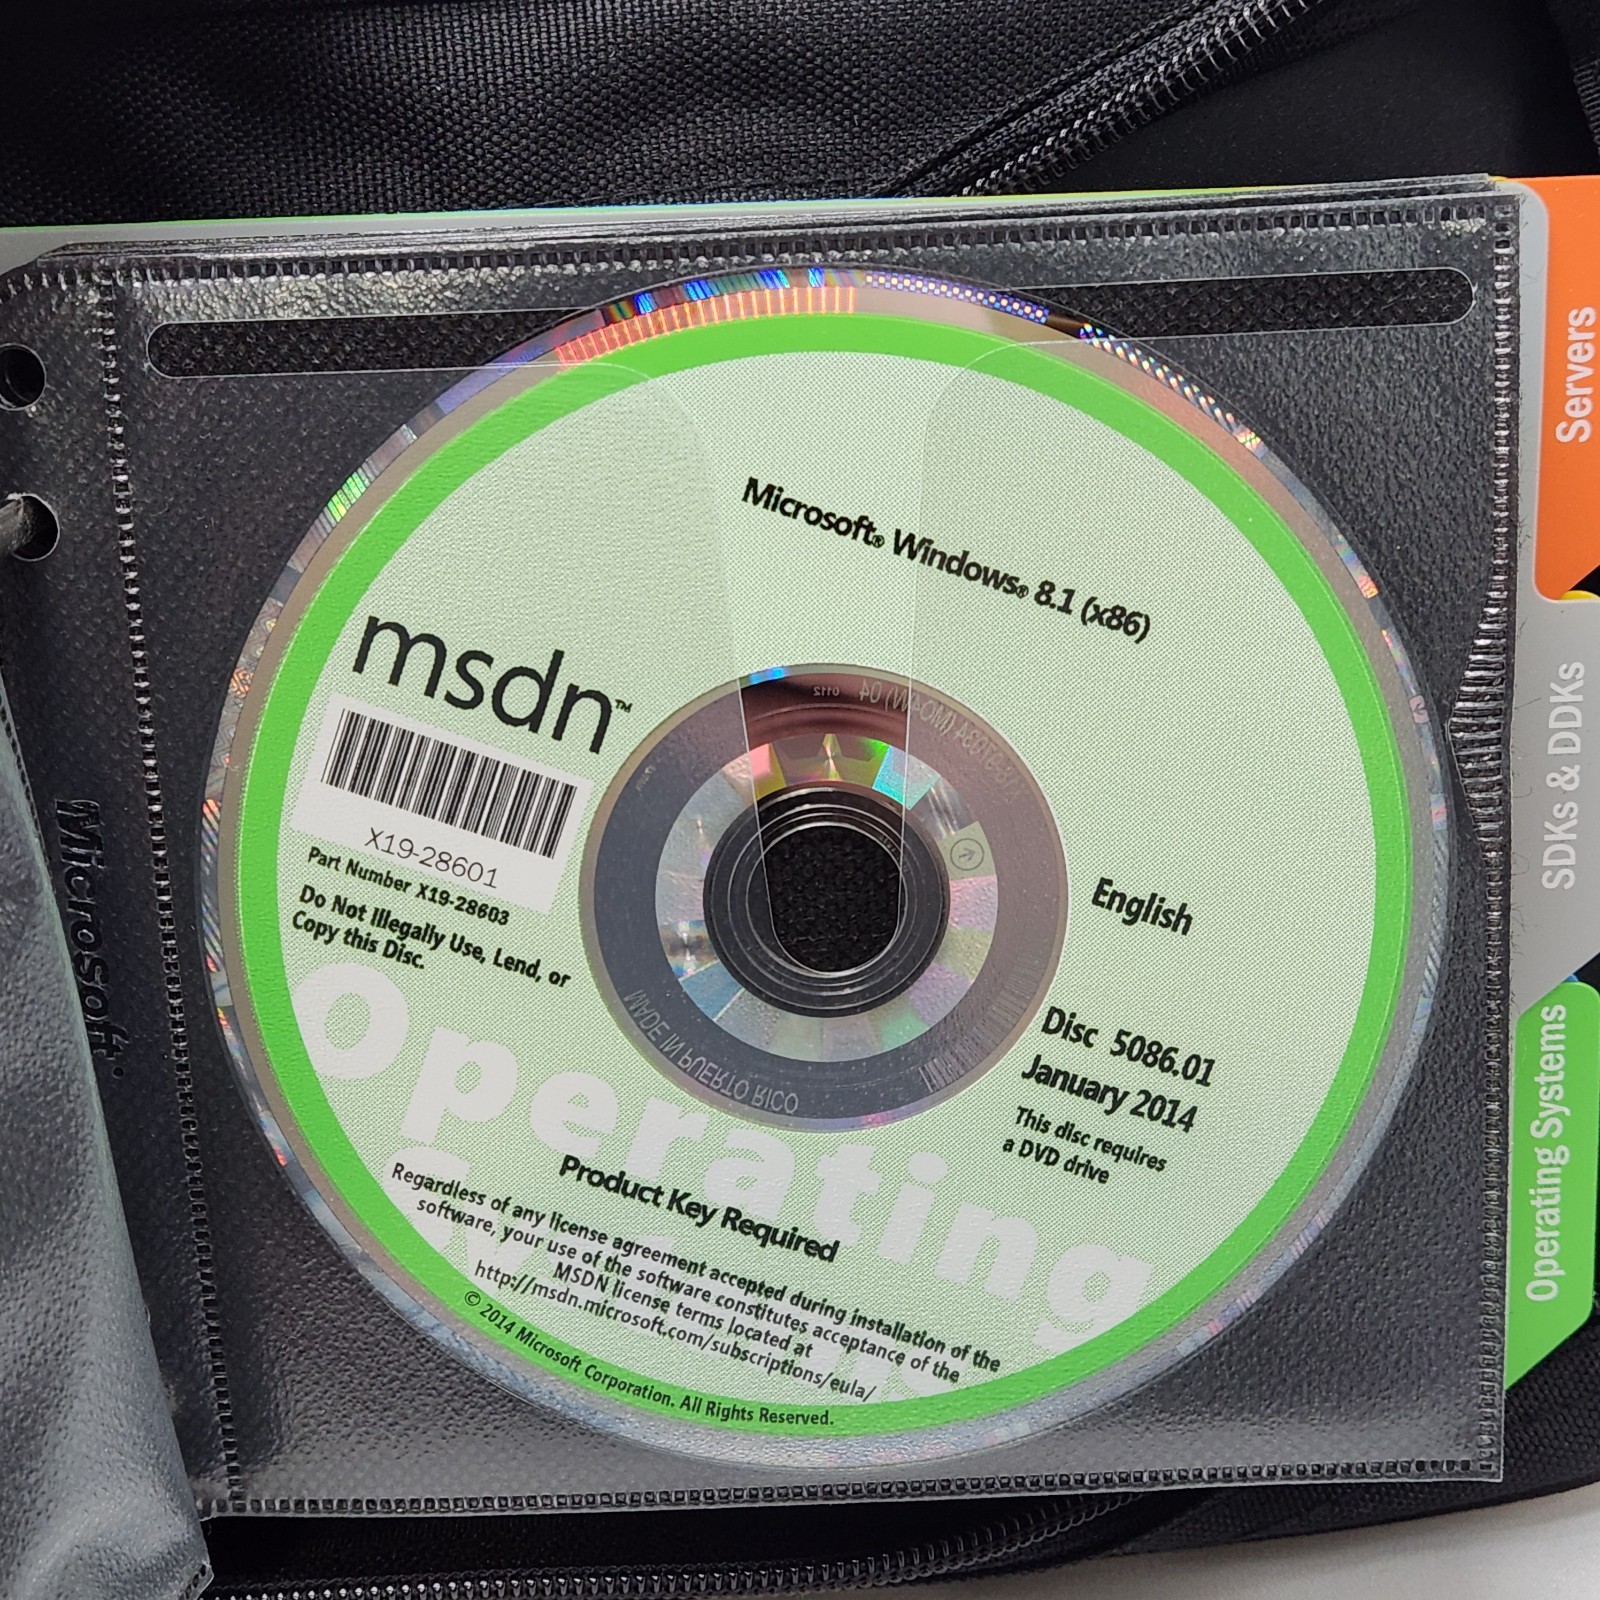 Microsoft® Windows® 8.1 (x86)
msdn™
X19-28601
Part Number X19-28603
Do Not Illegally Use, Lend, or
Copy this Disc.
English
Disc 5086.01
January 2014
This disc requires
a DVD drive
Operating
Product Key Required
Regardless of any license agreement accepted during installation of the
software, your use of the software constitutes acceptance of the
MSDN license terms located at
http://msdn.microsoft.com/subscriptions/eula/
© 2014 Microsoft Corporation. All Rights Reserved.
MADE IN PUERTO RICO
Microsoft
Servers
SDKs & DDKs
Operating Systems